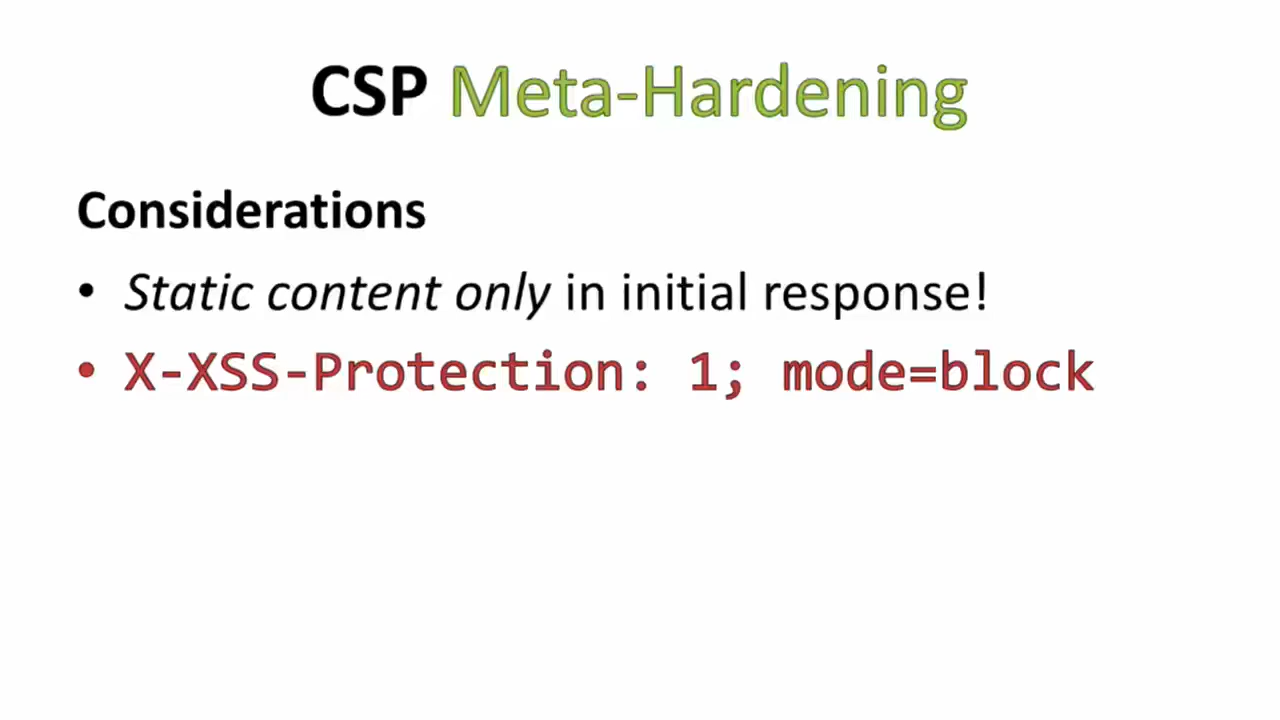 CSP Meta-Hardening
Considerations
• Static content only in initial response!
• X-XSS-Protection: 1; mode=block